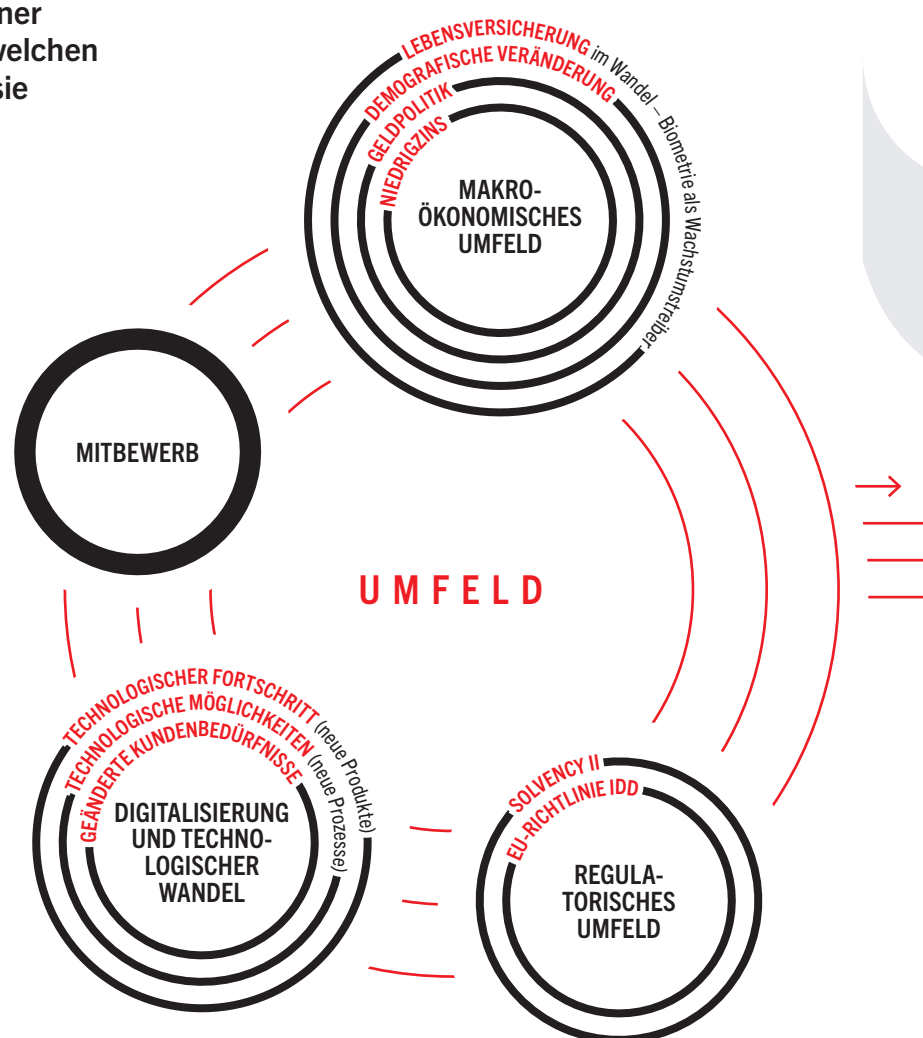 ner
welchen
sie
LEBENSVERSICHERUNG im Wandel – Biometrie als Wachstumstreiber
DEMOGRAFISCHE VERÄNDERUNG
GELDPOLITIK
NIEDRIGZINS
MAKRO-
ÖKONOMISCHES
UMFELD
MITBEWERB
UMFELD
TECHNOLOGISCHER FORTSCHRITT (neue Produkte)
TECHNOLOGISCHE MÖGLICHKEITEN (neue Prozesse)
GEÄNDERTE KUNDENBEDÜRFNISSE
DIGITALISIERUNG
UND TECHNO-
LOGISCHER
WANDEL
SOLVENCY II
EU-RICHTLINIE IDD
REGULA-
TORISCHES
UMFELD